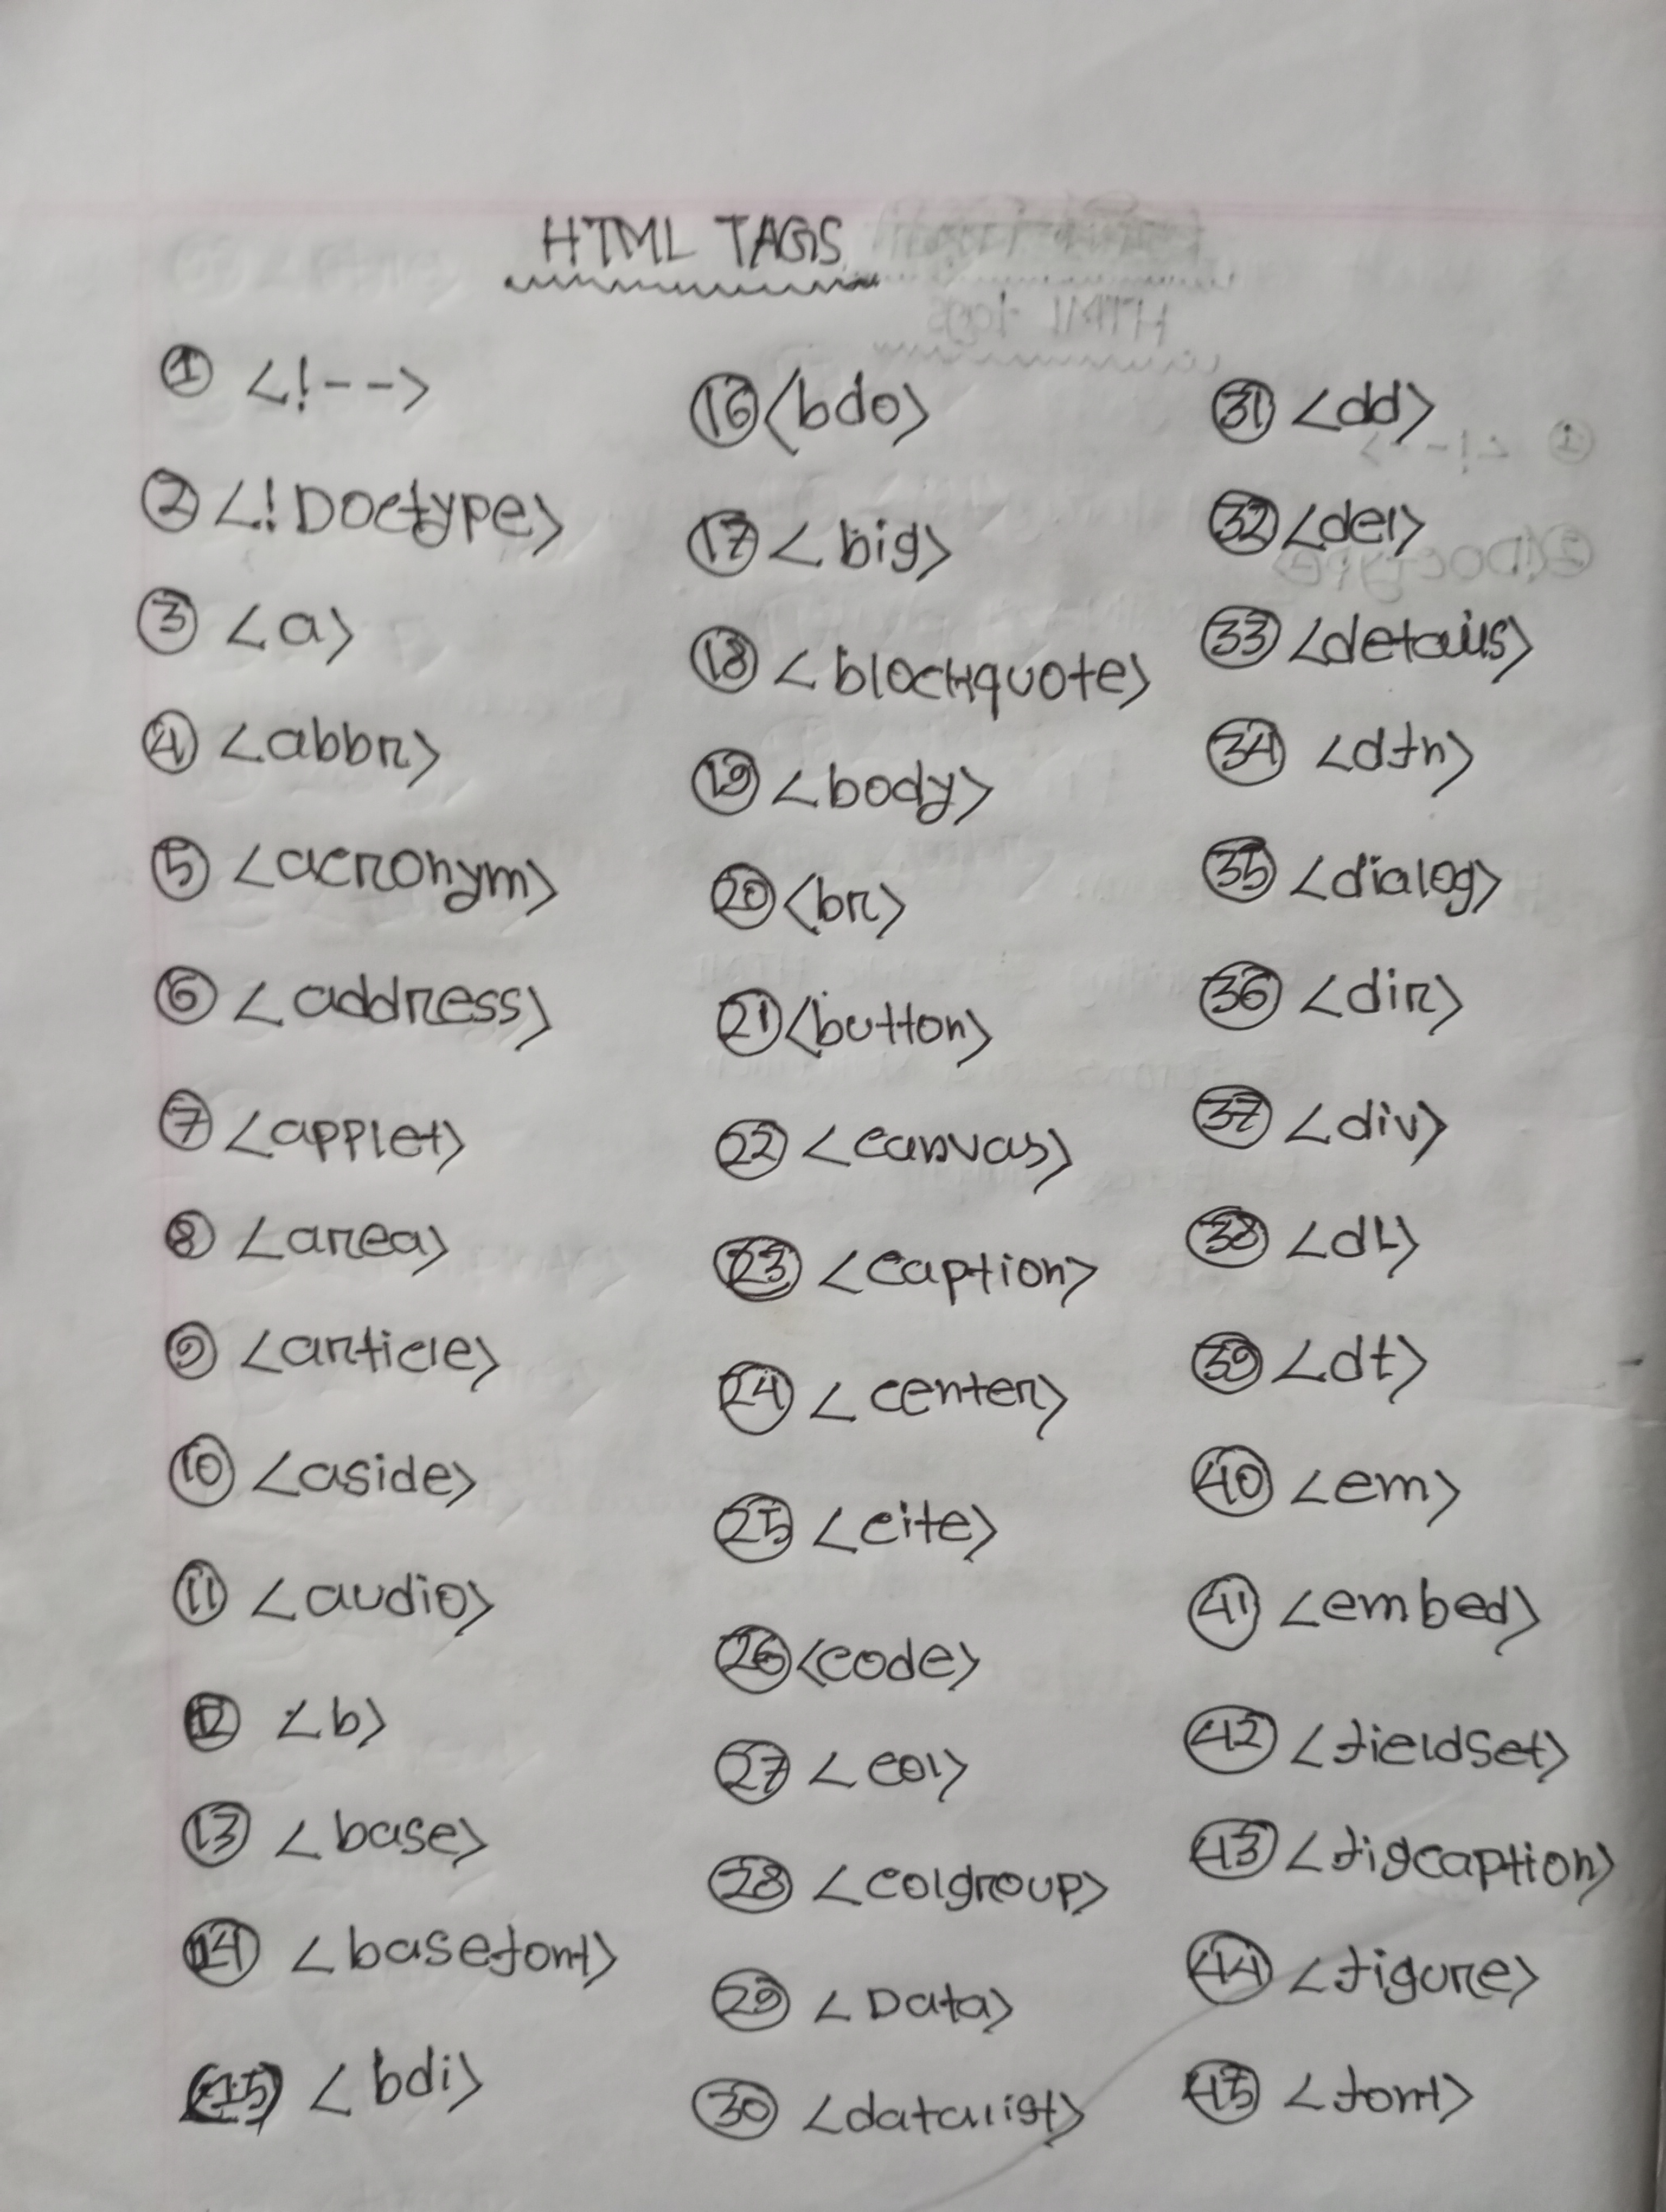 HTML TAGS
1 <!-->
2 <!Doctype>
3 <a>
4 <abbr>
5 <acronym>
6 <address>
7 <applet>
8 <area>
9 <article>
10 <aside>
11 <audio>
12 <b>
13 <base>
14 <basefont>
15 <bdi>
16 <bdo>
17 <big>
18 <blockquote>
19 <body>
20 <br>
21 <button>
22 <canvas>
23 <caption>
24 <center>
25 <cite>
26 <code>
27 <col>
28 <colgroup>
29 <Data>
30 <datalist>
31 <dd>
32 <del>
33 <details>
34 <dfn>
35 <dialog>
36 <dir>
37 <div>
38 <dL>
39 <dt>
40 <em>
41 <embed>
42 <fieldset>
43 <figcaption>
44 <figure>
45 <font>